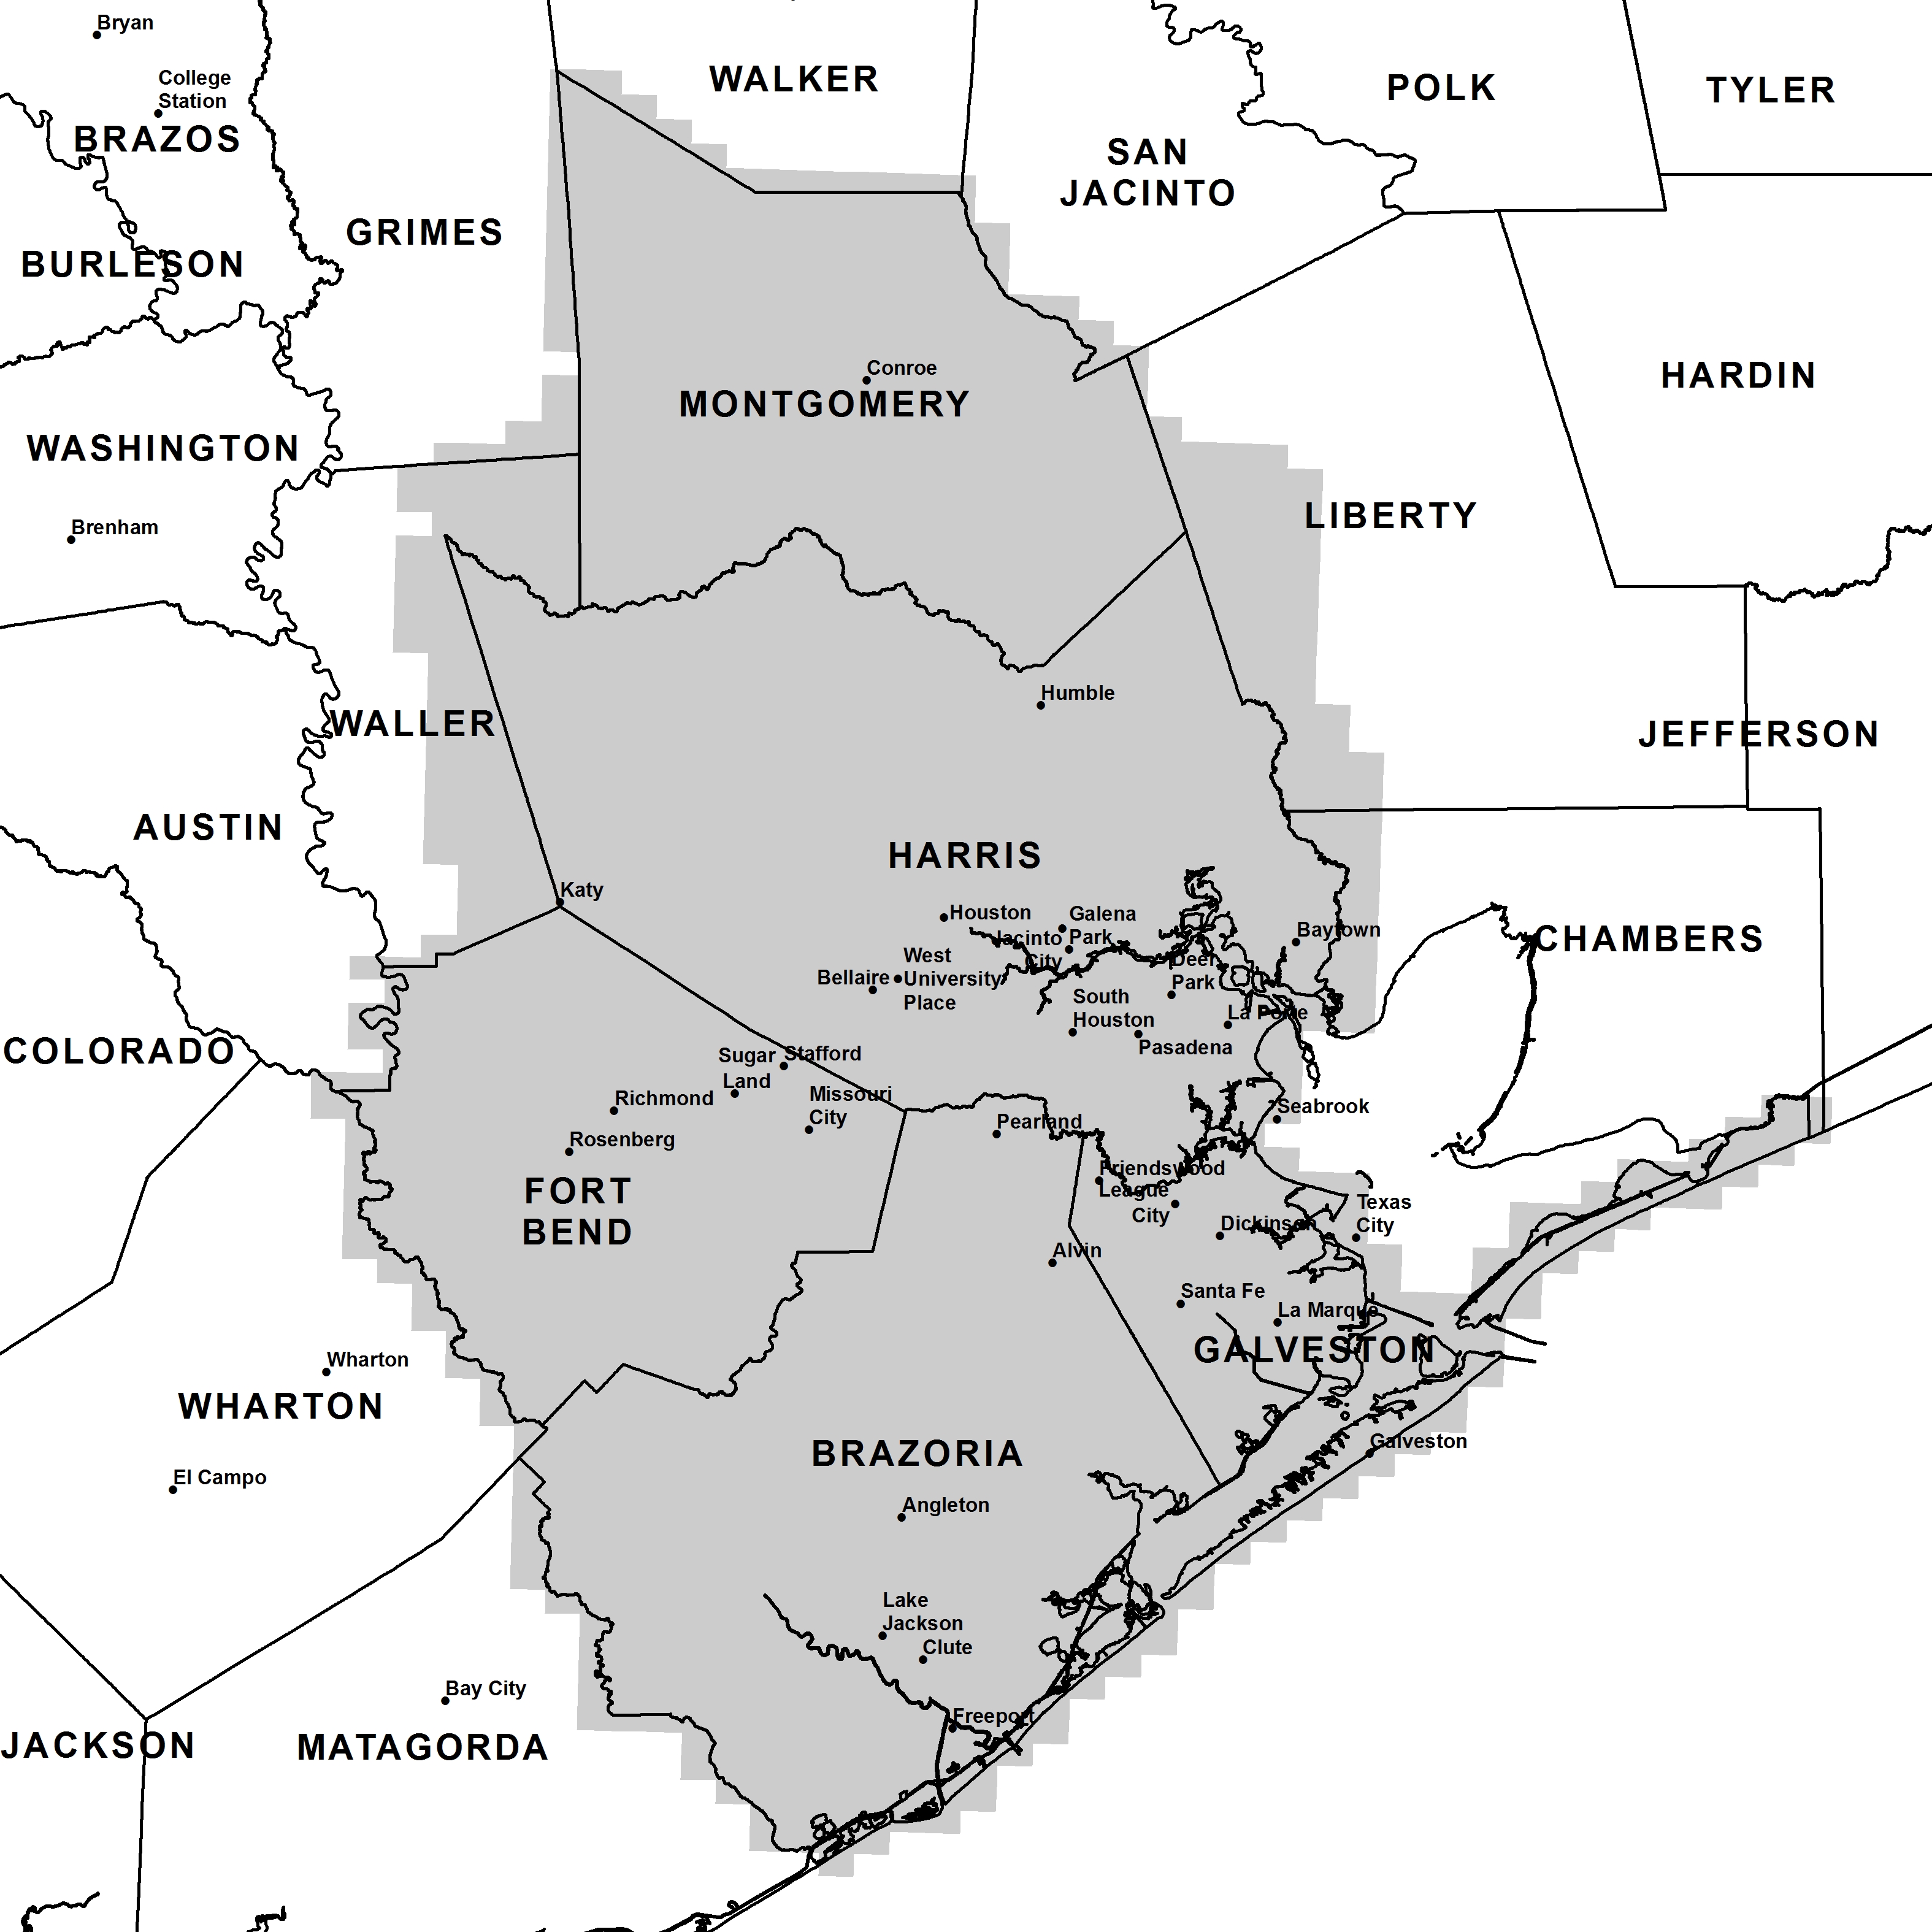 Bryan
College
Station
BRAZOS
WALKER
POLK
TYLER
SAN
JACINTO
GRIMES
BURLESON
Conroe
MONTGOMERY
HARDIN
WASHINGTON
LIBERTY
Brenham
Humble
WALLER
JEFFERSON
AUSTIN
HARRIS
Katy
Houston
Galena
Park
Jacinto
City
Baytown
CHAMBERS
West
University
Place
Bellaire
Deer
Park
South
Houston
La Porte
Pasadena
COLORADO
Sugar
Land
Stafford
Missouri
City
Richmond
Rosenberg
Seabrook
Pearland
Friendswood
League
City
FORT
BEND
Texas
City
Dickinson
Alvin
Santa Fe
La Marque
GALVESTON
Wharton
WHARTON
BRAZORIA
Galveston
El Campo
Angleton
Lake
Jackson
Clute
Bay City
Freeport
JACKSON
MATAGORDA